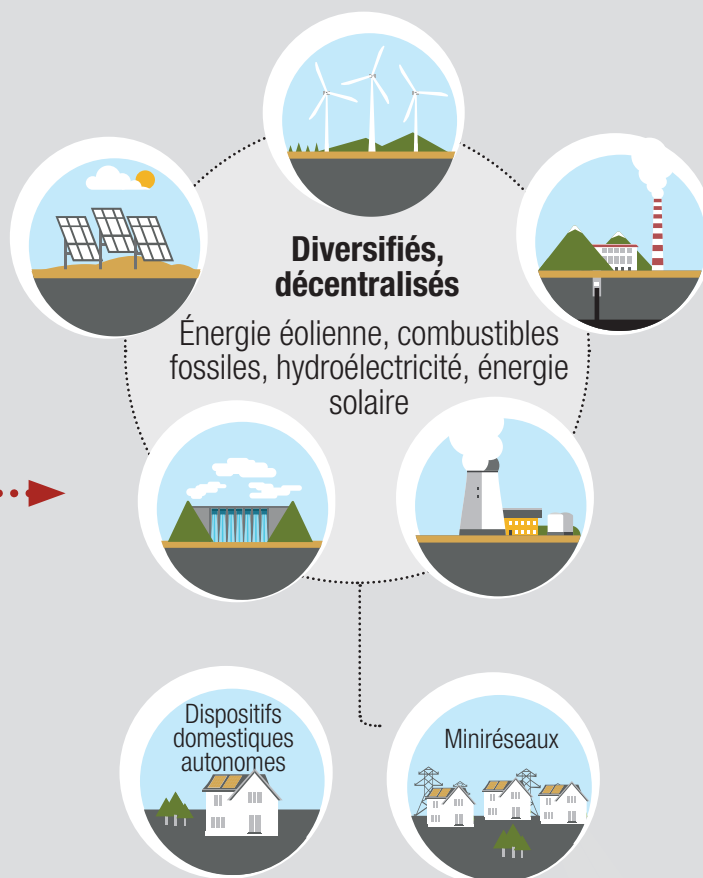 Diversifiés,
décentralisés
Énergie éolienne, combustibles
fossiles, hydroélectricité, énergie
solaire
Dispositifs
domestiques
autonomes
Miniréseaux